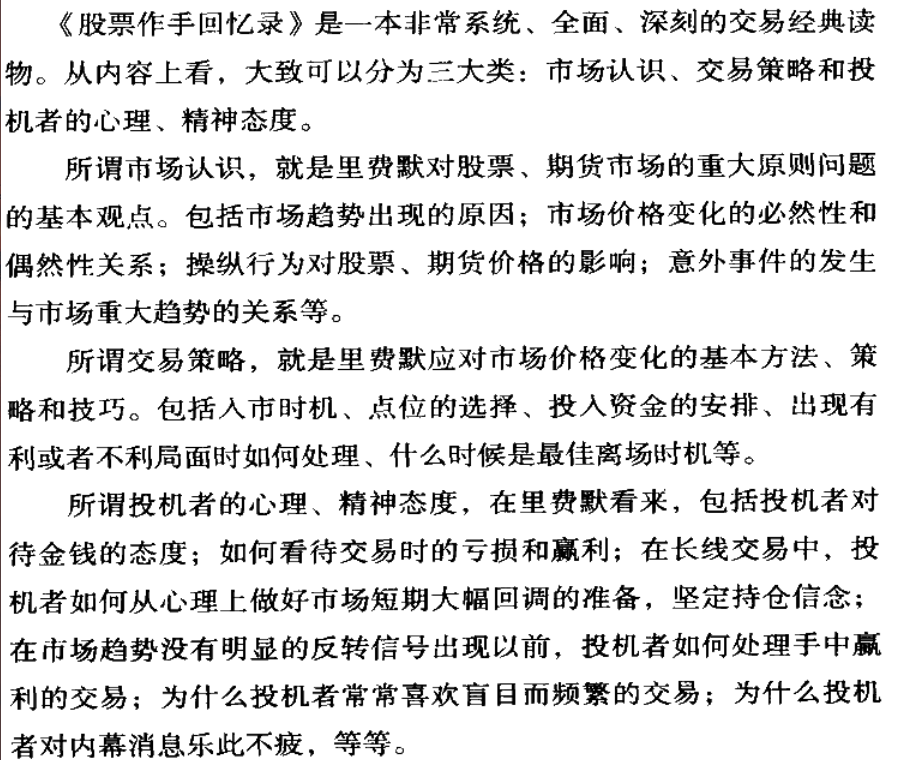 《股票作手回忆录》是一本非常系统、全面、深刻的交易经典读
物。从内容上看，大致可以分为三大类：市场认识、交易策略和投
机者的心理、精神态度。
所谓市场认识，就是里费默对股票、期货市场的重大原则问题
的基本观点。包括市场趋势出现的原因；市场价格变化的必然性和
偶然性关系；操纵行为对股票、期货价格的影响；意外事件的发生
与市场重大趋势的关系等。
所谓交易策略，就是里费默应对市场价格变化的基本方法、策
略和技巧。包括入市时机、点位的选择、投入资金的安排、出现有
利或者不利局面时如何处理、什么时候是最佳离场时机等。
所谓投机者的心理、精神态度，在里费默看来，包括投机者对
待金钱的态度；如何看待交易时的亏损和赢利；在长线交易中，投
机者如何从心理上做好市场短期大幅回调的准备，坚定持仓信念；
在市场趋势没有明显的反转信号出现以前，投机者如何处理手中赢
利的交易；为什么投机者常常喜欢盲目而频繁的交易；为什么投机
者对内幕消息乐此不疲，等等。